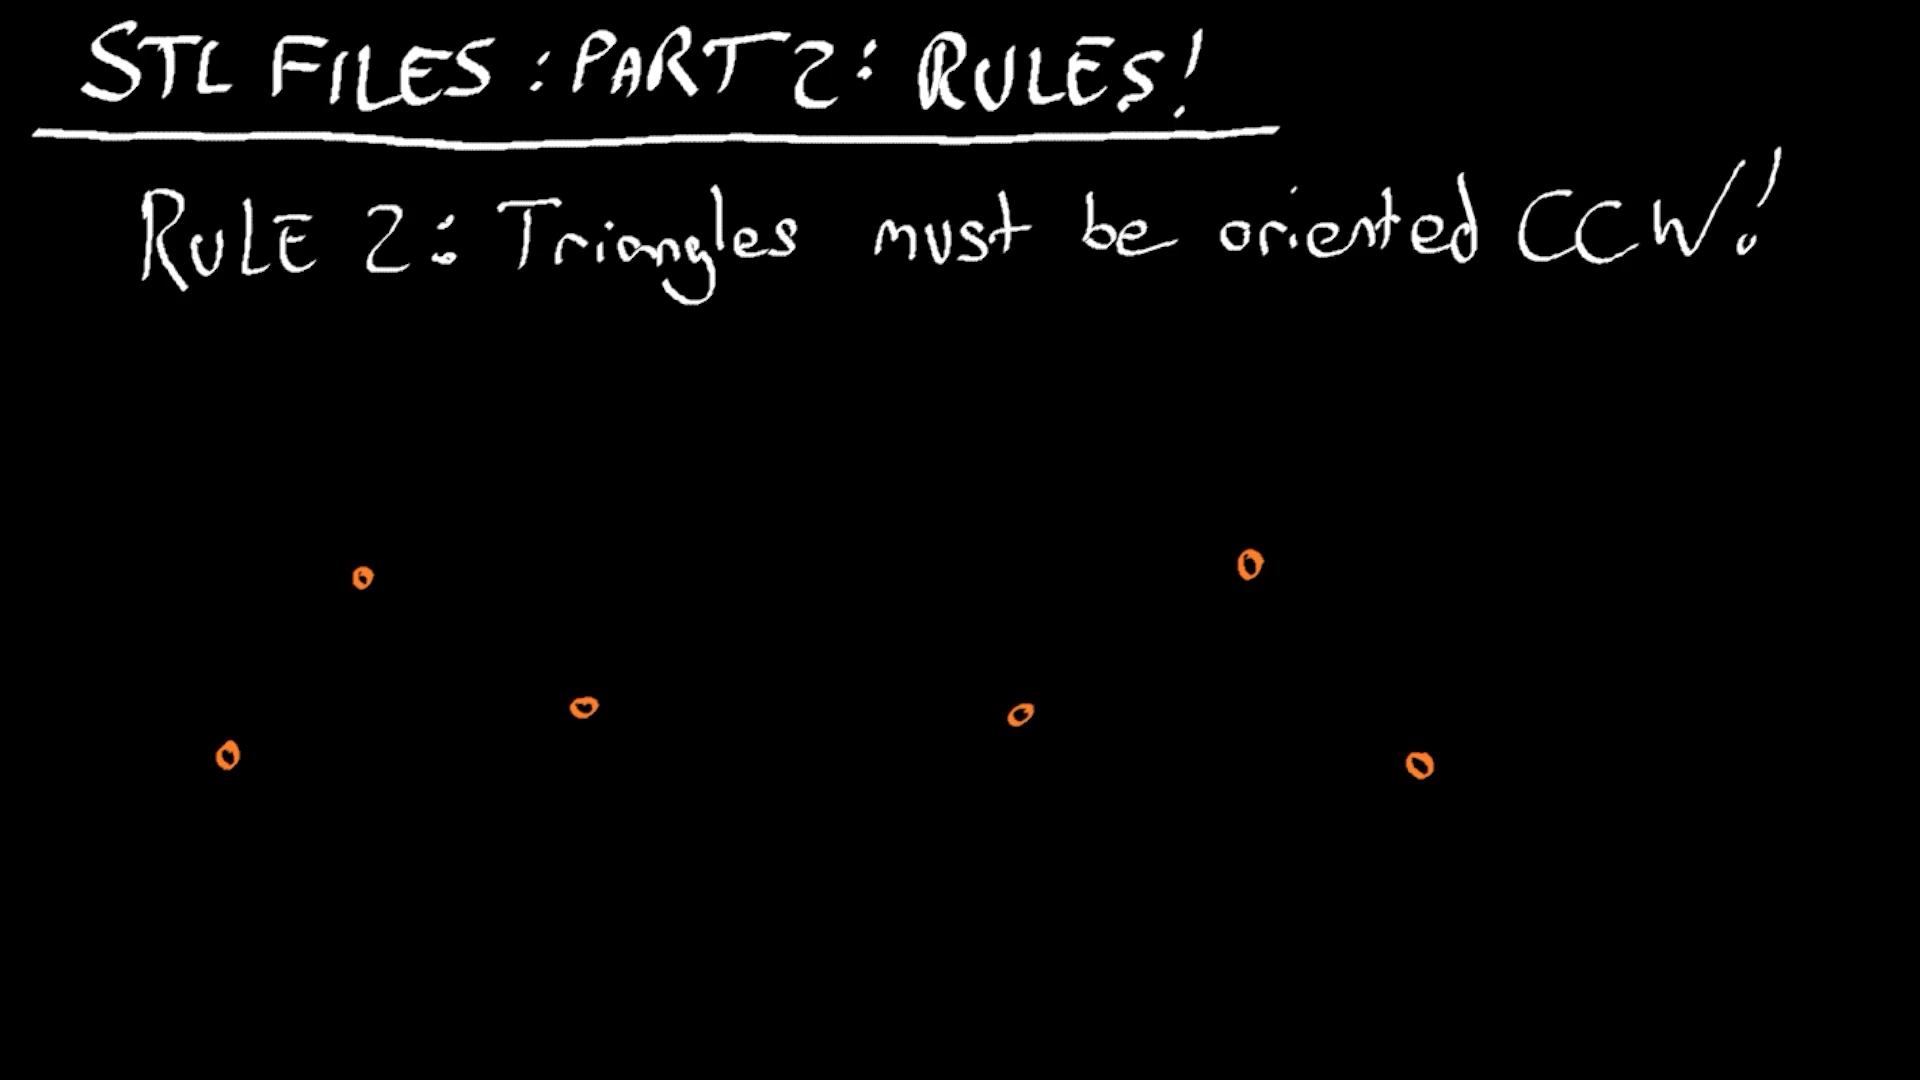 STL FILES: PART 2: RULES!
RULE 2: Triangles must be oriented CCW!